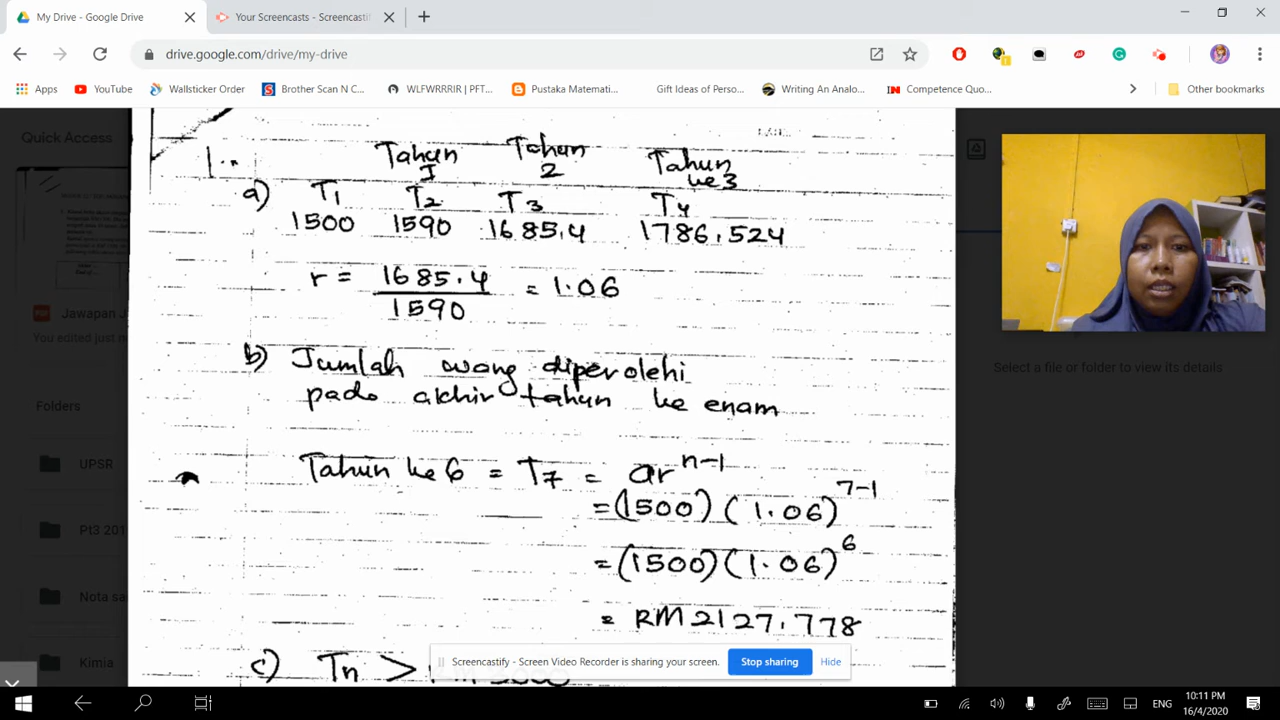 My Drive - Google Drive
Your Screencasts - Screencastif
drive.google.com/drive/my-drive
Apps
YouTube
Wallsticker Order
Brother Scan N C...
WLFWRRRIR | PFT...
Pustaka Matemati...
Gift Ideas of Perso...
Writing An Analo...
Competence Quo...
Other bookmarks
Quick Access
1.
Tahun 1 Tahun 2 Tahun ke 3
a) T1 T2 T3 T4
1500 1590 1685.4 1786.524
r = 1685.4 / 1590 = 1.06
b) Jumlah wang diperolehi
pada akhir tahun ke enam
Tahun ke 6 = T7 = ar^n-1
= (1500) (1.06)^7-1
= (1500) (1.06)^6
= RM 2127.778
c) Tn >
Jawapan J
You edited just n
Folders
UPSR
Pt3 201
Nota sa
Kimia
Select a file or folder to view its details
Screencastify - Screen Video Recorder is sharing your screen.
Stop sharing
Hide
ENG
10:11 PM
16/4/2020